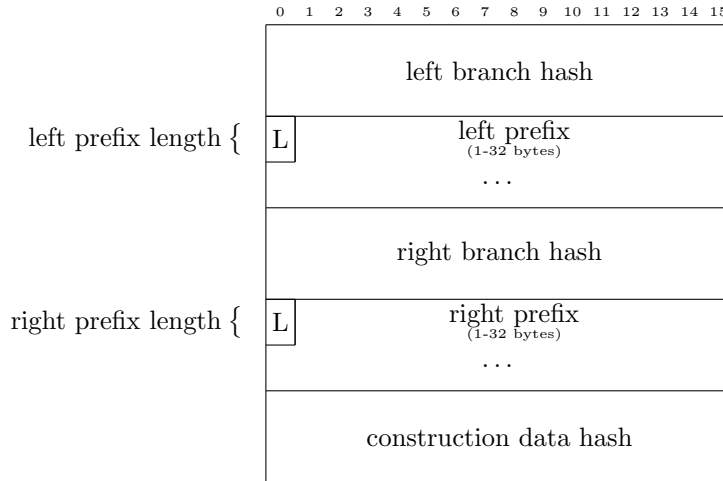 0 1 2 3 4 5 6 7 8 9 10 11 12 13 14 15
left branch hash
left prefix length { L left prefix
(1-32 bytes)
...
right branch hash
right prefix length { L right prefix
(1-32 bytes)
...
construction data hash